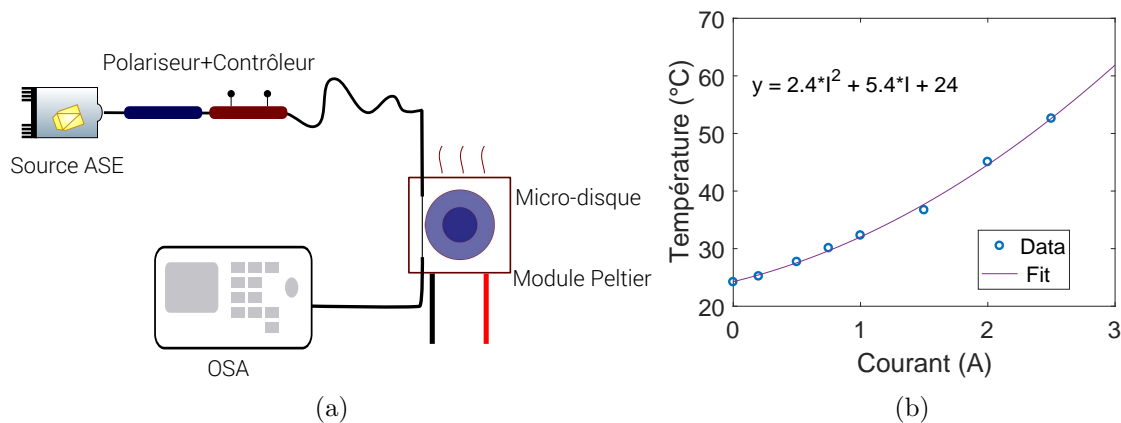 Polariseur+Contrôleur
Source ASE
Micro-disque
Module Peltier
OSA
(a)
Température (°C)
70
60
50
40
30
20
y = 2.4*I² + 5.4*I + 24
Data
Fit
0
1
2
3
Courant (A)
(b)